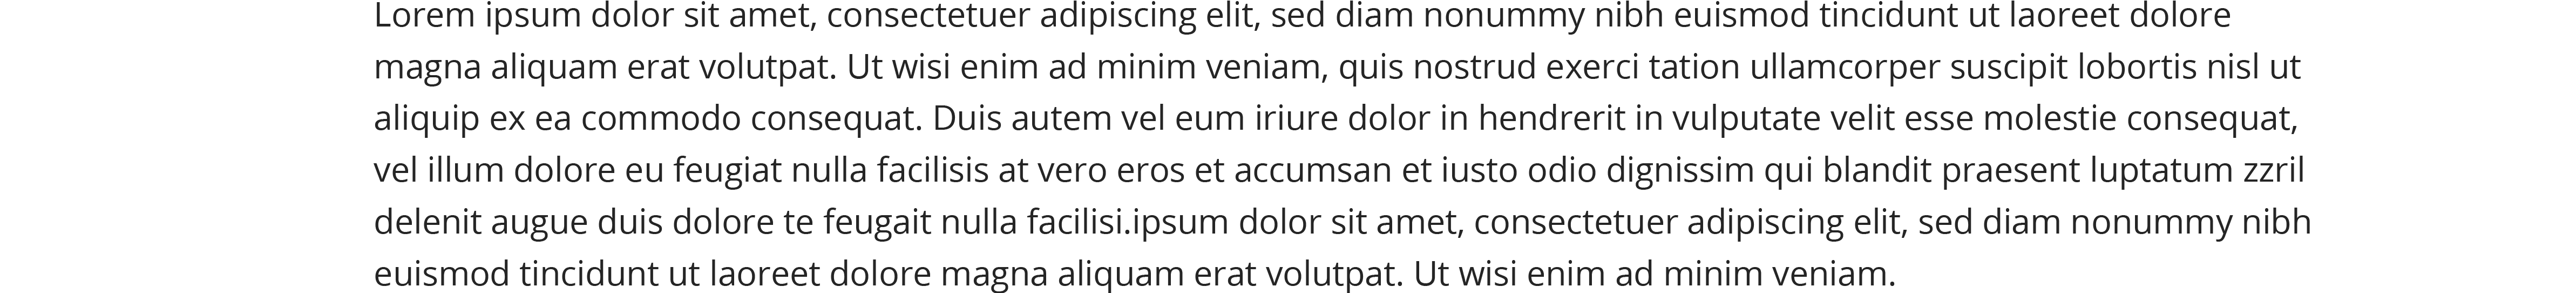 Lorem ipsum dolor sit amet, consectetuer adipiscing elit, sed diam nonummy nibh euismod tincidunt ut laoreet dolore
magna aliquam erat volutpat. Ut wisi enim ad minim veniam, quis nostrud exerci tation ullamcorper suscipit lobortis nisl ut
aliquip ex ea commodo consequat. Duis autem vel eum iriure dolor in hendrerit in vulputate velit esse molestie consequat,
vel illum dolore eu feugiat nulla facilisis at vero eros et accumsan et iusto odio dignissim qui blandit praesent luptatum zzril
delenit augue duis dolore te feugait nulla facilisi.ipsum dolor sit amet, consectetuer adipiscing elit, sed diam nonummy nibh
euismod tincidunt ut laoreet dolore magna aliquam erat volutpat. Ut wisi enim ad minim veniam.